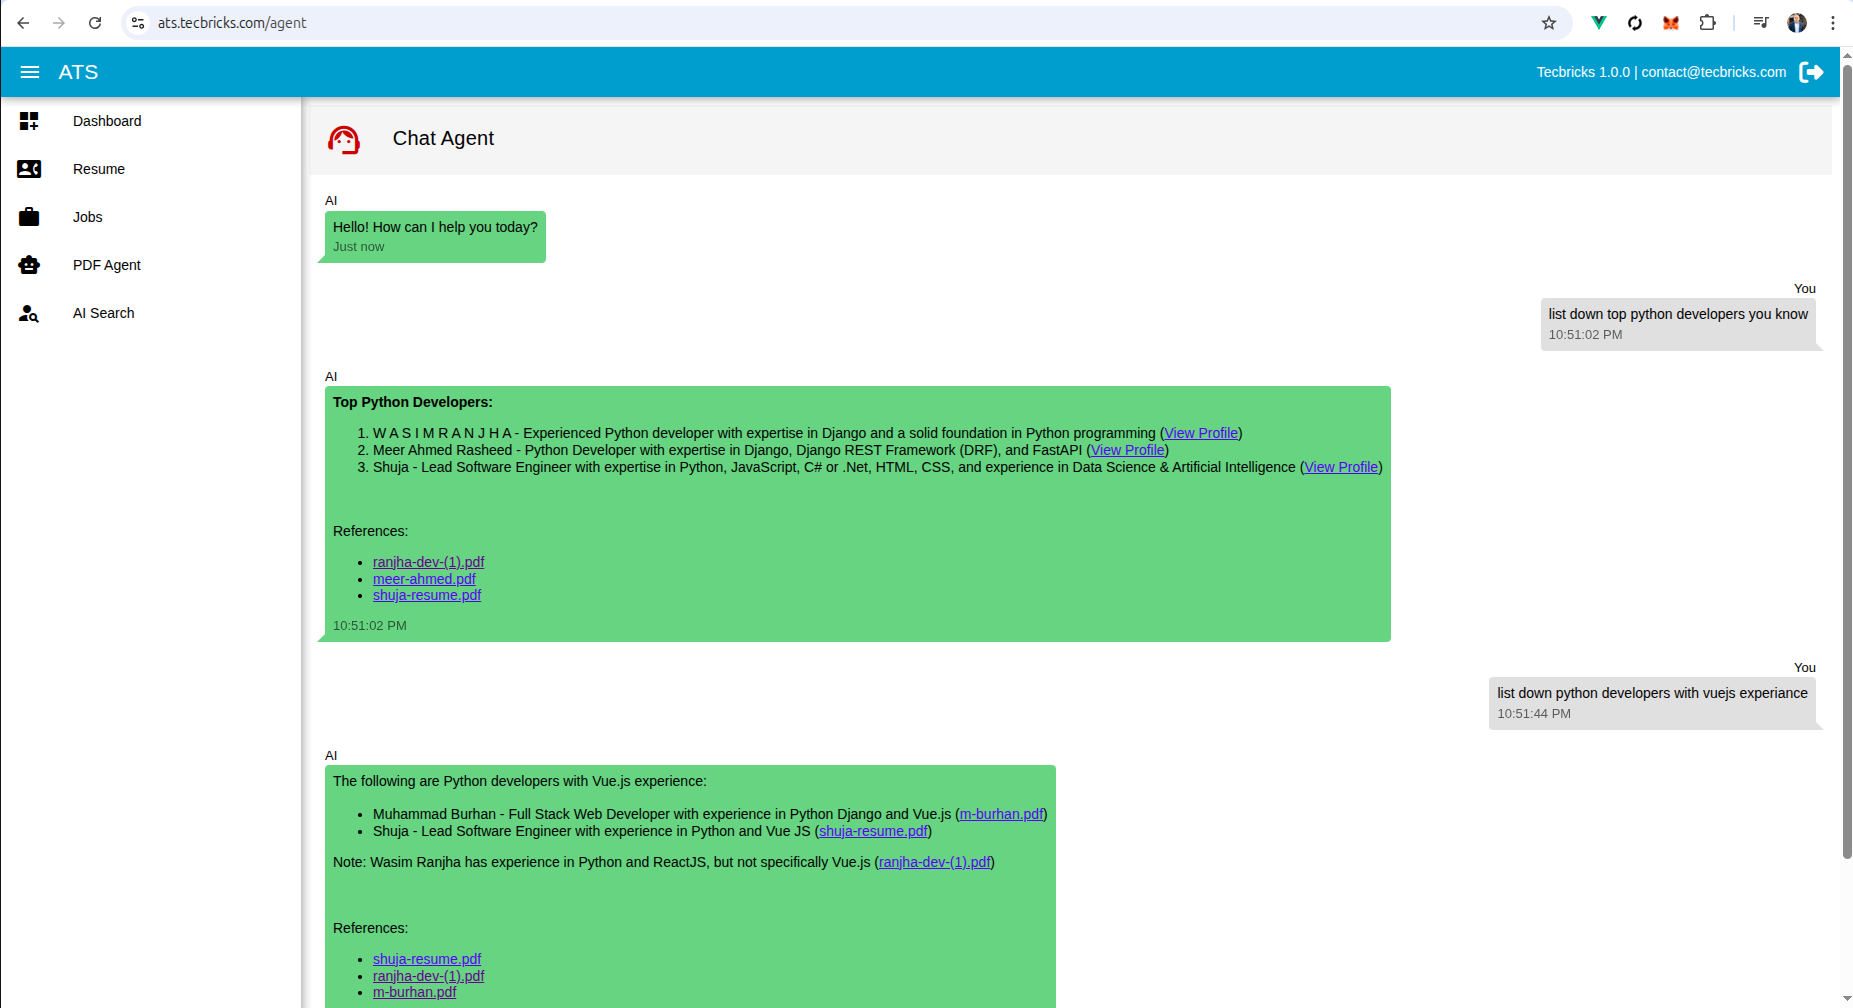 ats.tecbricks.com/agent
ATS
Tecbricks 1.0.0 | contact@tecbricks.com
Dashboard
Resume
Jobs
PDF Agent
AI Search
Chat Agent
AI
Hello! How can I help you today?
Just now
You
list down top python developers you know
10:51:02 PM
AI
Top Python Developers:
1. W A S I M R A N J H A - Experienced Python developer with expertise in Django and a solid foundation in Python programming (View Profile)
2. Meer Ahmed Rasheed - Python Developer with expertise in Django, Django REST Framework (DRF), and FastAPI (View Profile)
3. Shuja - Lead Software Engineer with expertise in Python, JavaScript, C# or .Net, HTML, CSS, and experience in Data Science & Artificial Intelligence (View Profile)
References:
• ranjha-dev-(1).pdf
• meer-ahmed.pdf
• shuja-resume.pdf
10:51:02 PM
You
list down python developers with vuejs experiance
10:51:44 PM
AI
The following are Python developers with Vue.js experience:
• Muhammad Burhan - Full Stack Web Developer with experience in Python Django and Vue.js (m-burhan.pdf)
• Shuja - Lead Software Engineer with experience in Python and Vue JS (shuja-resume.pdf)
Note: Wasim Ranjha has experience in Python and ReactJS, but not specifically Vue.js (ranjha-dev-(1).pdf)
References:
• shuja-resume.pdf
• ranjha-dev-(1).pdf
• m-burhan.pdf